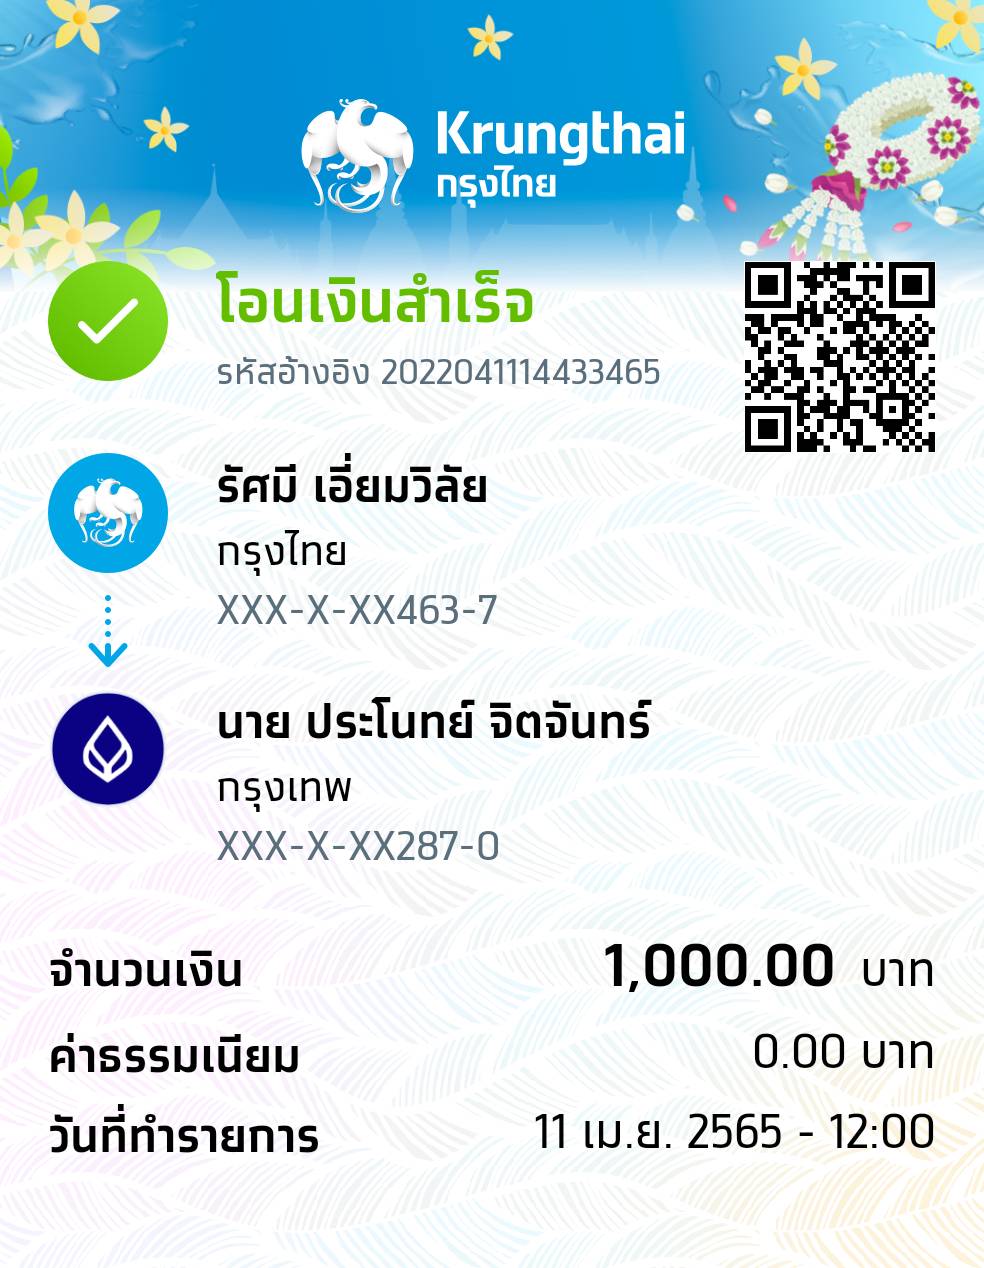 Krungthai
กรุงไทย
โอนเงินสำเร็จ
รหัสอ้างอิง 2022041114433465
รัศมี เอี่ยมวิลัย
กรุงไทย
XXX-X-XX463-7
นาย ประโนทย์ จิตจันทร์
กรุงเทพ
XXX-X-XX287-0
จำนวนเงิน 1,000.00 บาท
ค่าธรรมเนียม 0.00 บาท
วันที่ทำรายการ 11 เม.ย. 2565 - 12:00